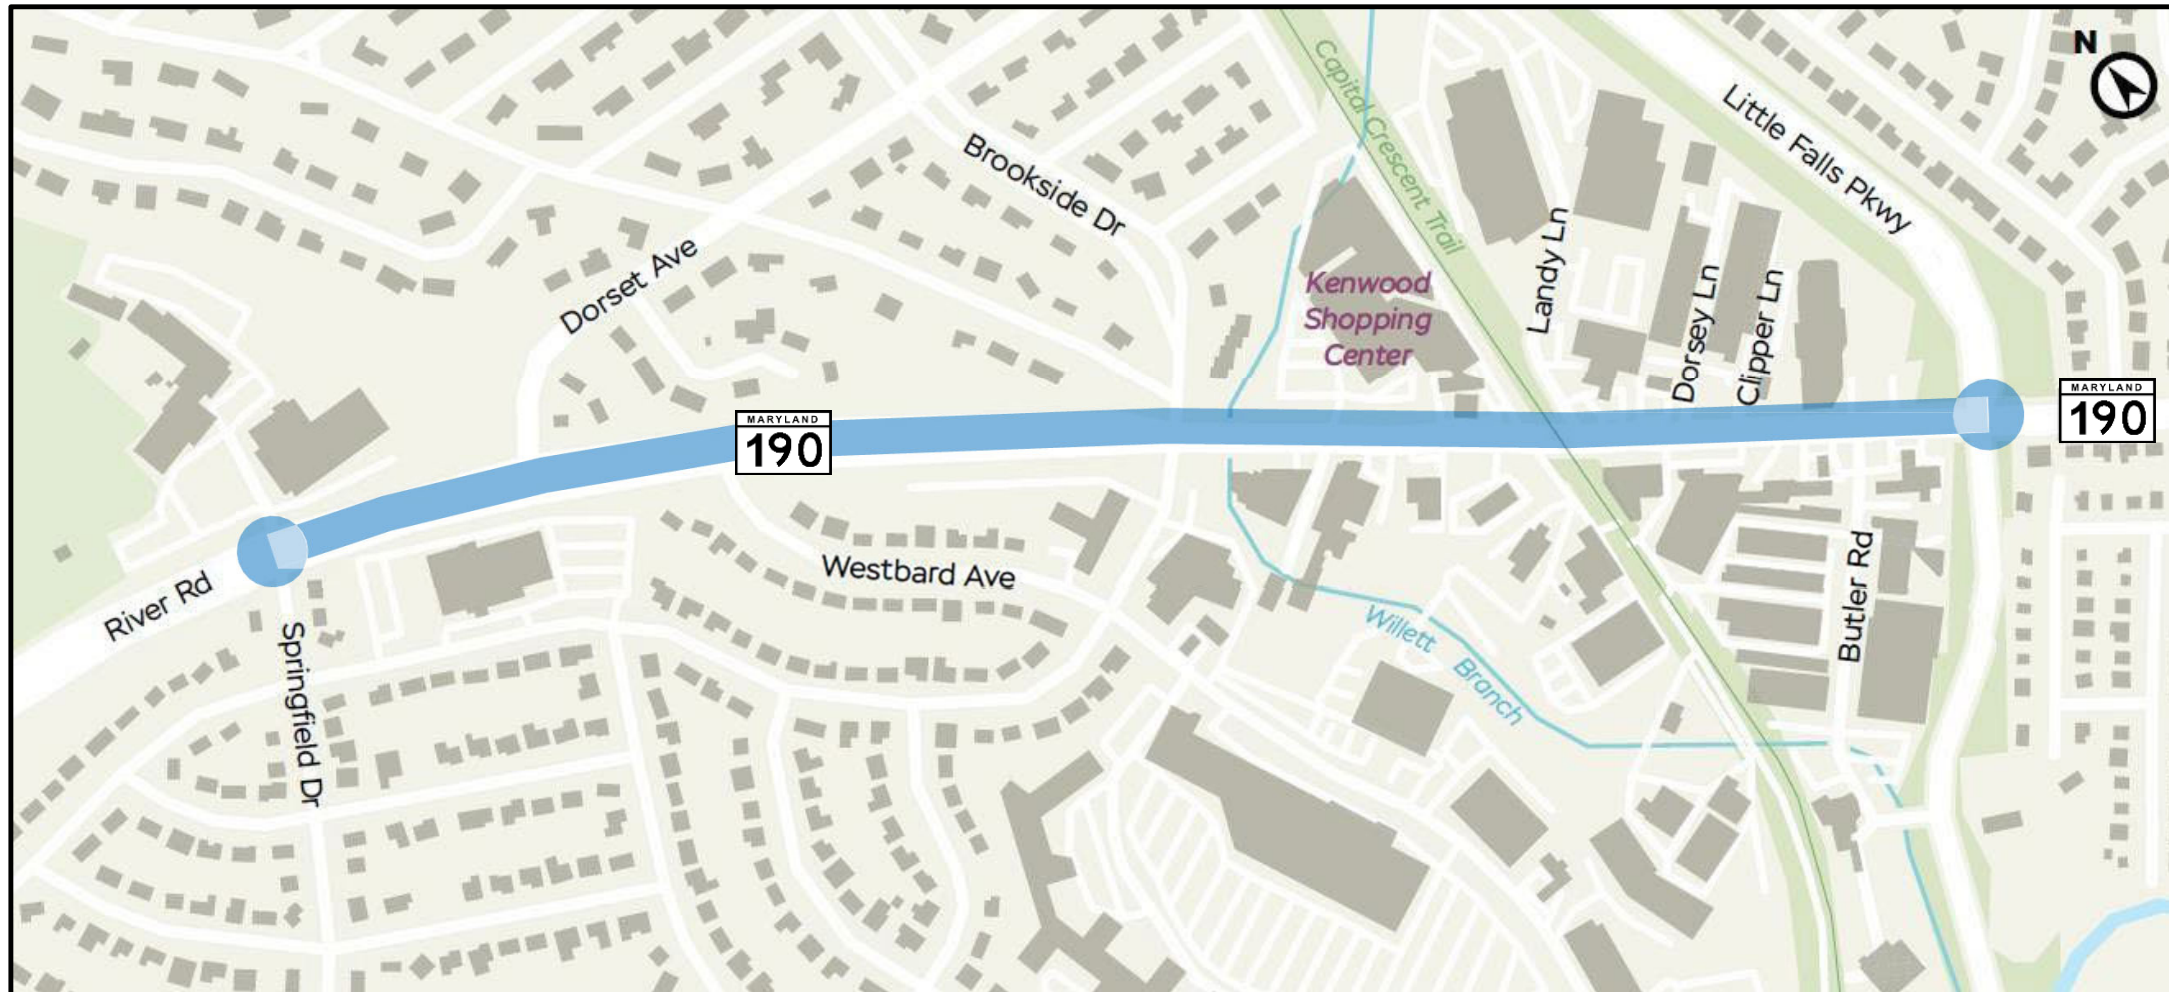 N
Capital Crescent Trail
Little Falls Pkwy
Brookside Dr
Dorset Ave
Landy Ln
Kenwood
Shopping
Center
Dorsey Ln
Clipper Ln
MARYLAND
190
MARYLAND
190
River Rd
Springfield Dr
Westbard Ave
Butler Rd
Willett Branch